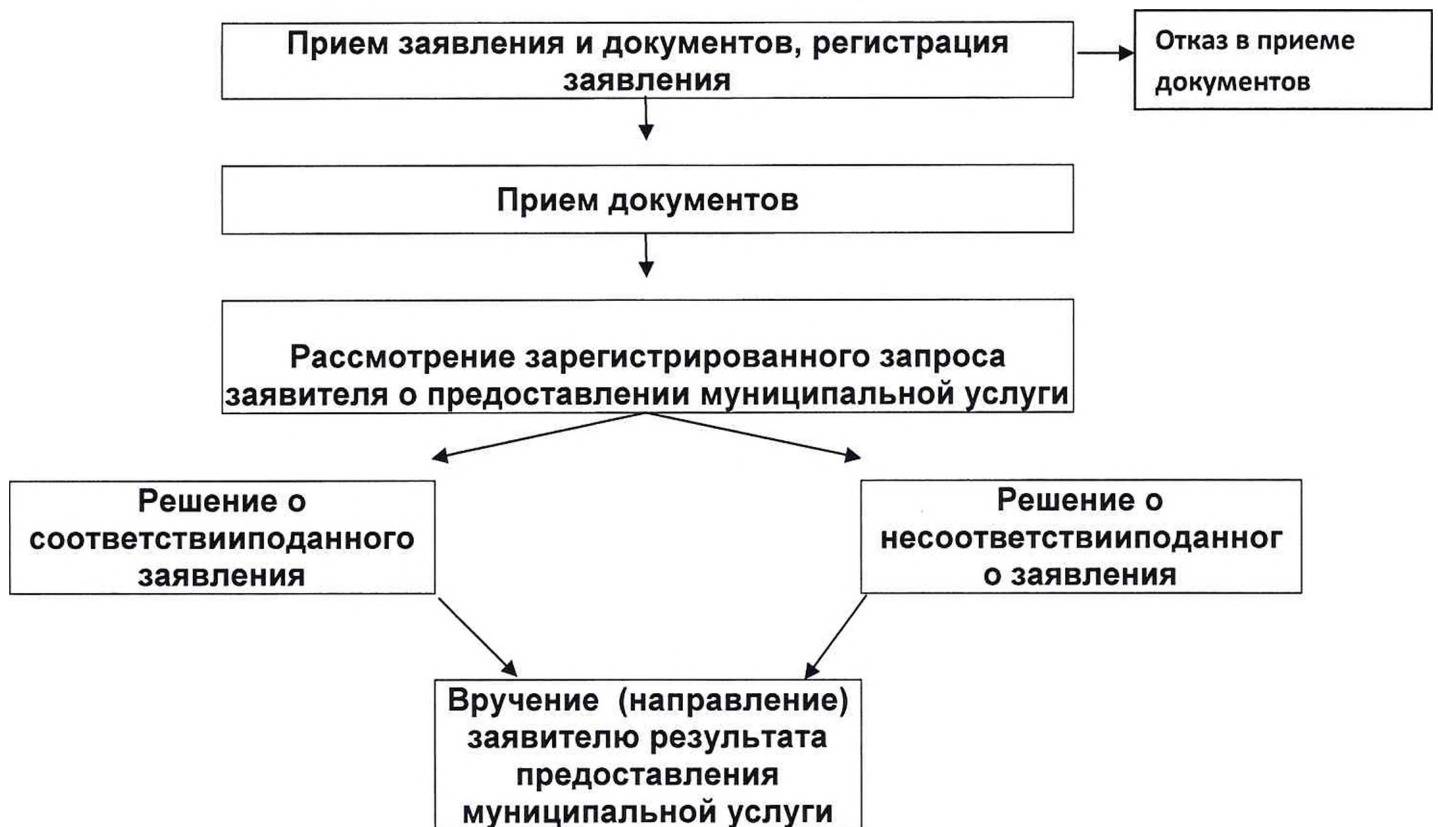 Прием заявления и документов, регистрация
заявления
Отказ в приеме
документов
Прием документов
Рассмотрение зарегистрированного запроса
заявителя о предоставлении муниципальной услуги
Решение о
соответствииподанного
заявления
Решение о
несоответствииподанног
о заявления
Вручение (направление)
заявителю результата
предоставления
муниципальной услуги